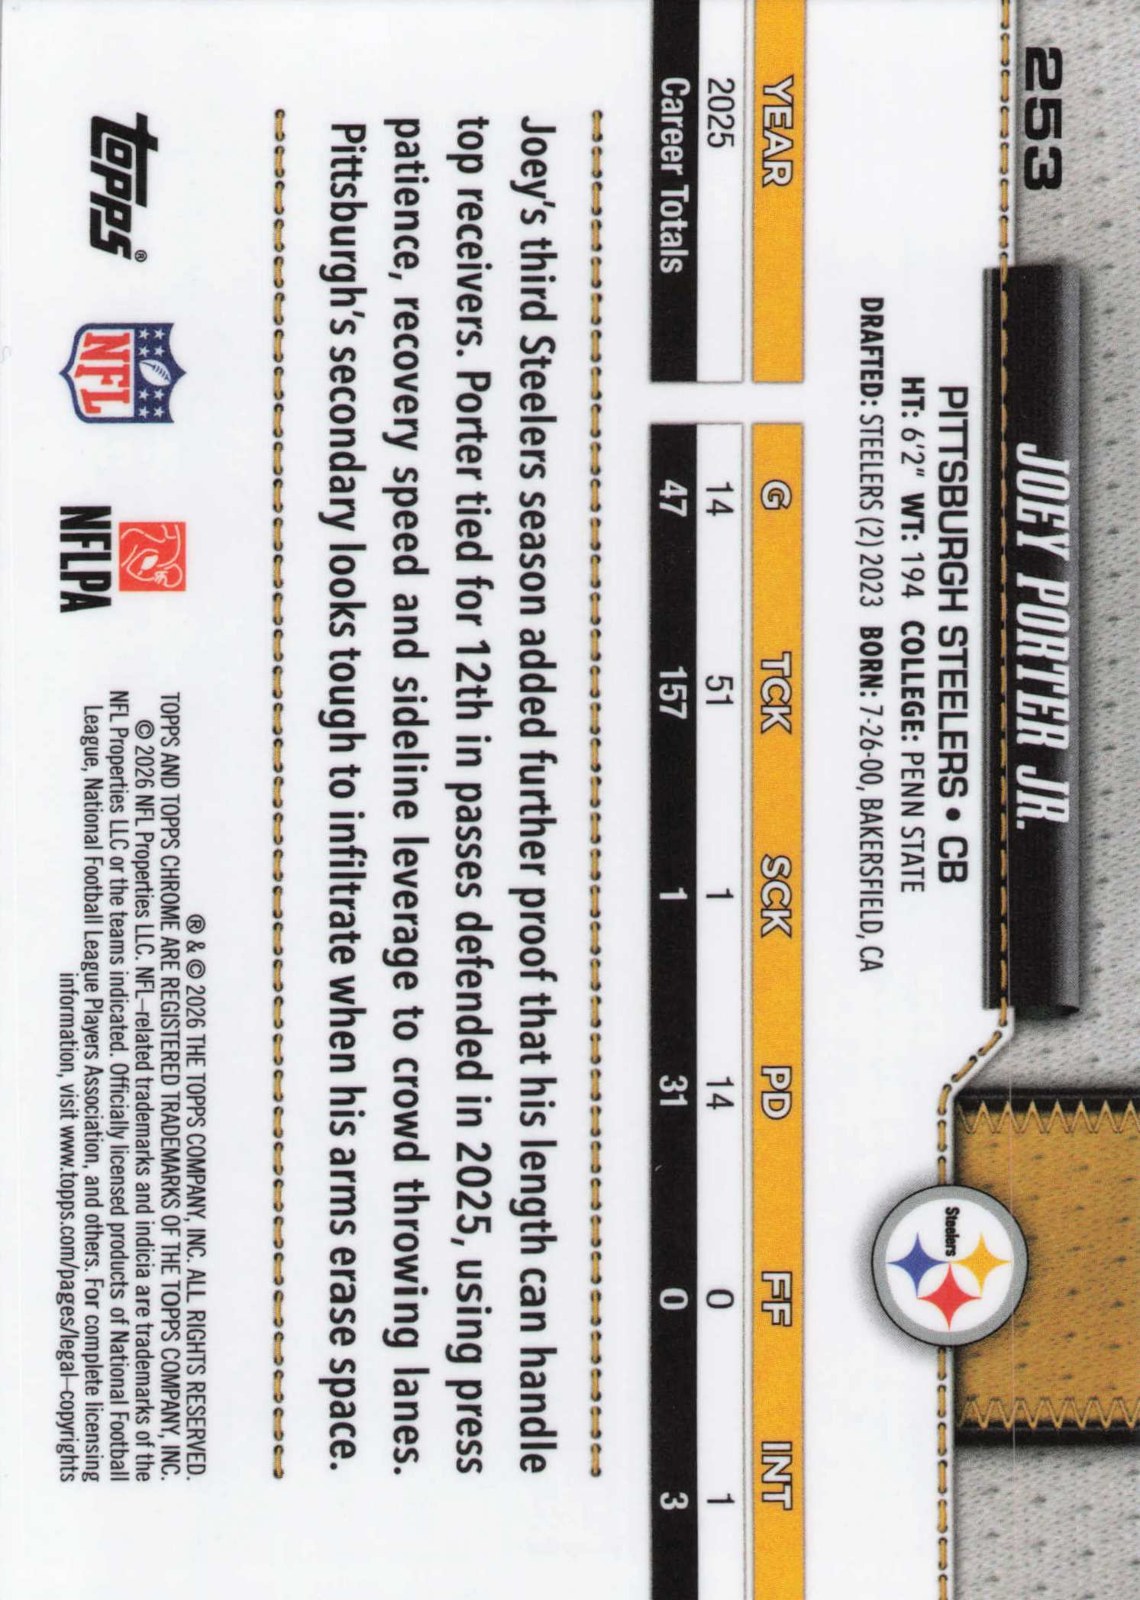 253
JOEY PORTER JR.
PITTSBURGH STEELERS • CB
HT: 6'2" WT: 194 COLLEGE: PENN STATE
DRAFTED: STEELERS (2) 2023 BORN: 7-26-00, BAKERSFIELD, CA
Steelers
YEAR G TCK SCK PD FF INT
2025 14 51 1 14 0 1
Career Totals 47 157 1 31 0 3
Joey's third Steelers season added further proof that his length can handle
top receivers. Porter tied for 12th in passes defended in 2025, using press
patience, recovery speed and sideline leverage to crowd throwing lanes.
Pittsburgh's secondary looks tough to infiltrate when his arms erase space.
topps®
NFL
NFLPA
® & © 2026 THE TOPPS COMPANY, INC. ALL RIGHTS RESERVED.
TOPPS AND TOPPS CHROME ARE REGISTERED TRADEMARKS OF THE TOPPS COMPANY, INC.
© 2026 NFL Properties LLC. NFL-related trademarks and indicia are trademarks of the
NFL Properties LLC or the teams indicated. Officially licensed products of National Football
League, National Football League Players Association, and others. For complete licensing
information, visit www.topps.com/pages/legal-copyrights